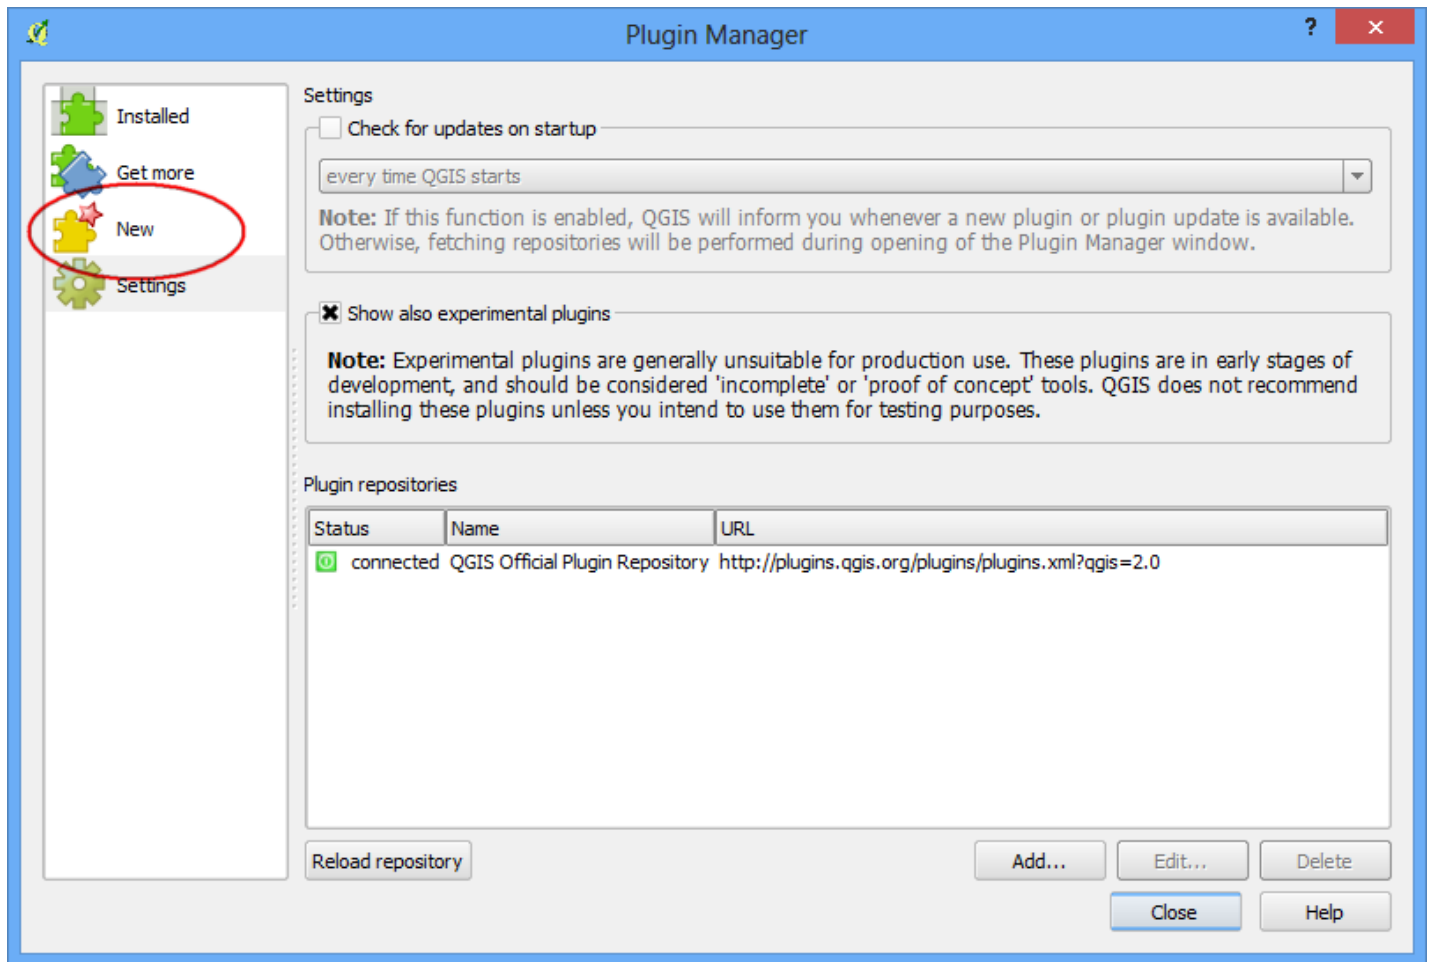 Plugin Manager
?
Installed
Get more
New
Settings
Settings
Check for updates on startup
every time QGIS starts
Note: If this function is enabled, QGIS will inform you whenever a new plugin or plugin update is available.
Otherwise, fetching repositories will be performed during opening of the Plugin Manager window.
Show also experimental plugins
Note: Experimental plugins are generally unsuitable for production use. These plugins are in early stages of
development, and should be considered 'incomplete' or 'proof of concept' tools. QGIS does not recommend
installing these plugins unless you intend to use them for testing purposes.
Plugin repositories
Status Name URL
connected QGIS Official Plugin Repository http://plugins.qgis.org/plugins/plugins.xml?qgis=2.0
Reload repository Add... Edit... Delete
Close Help